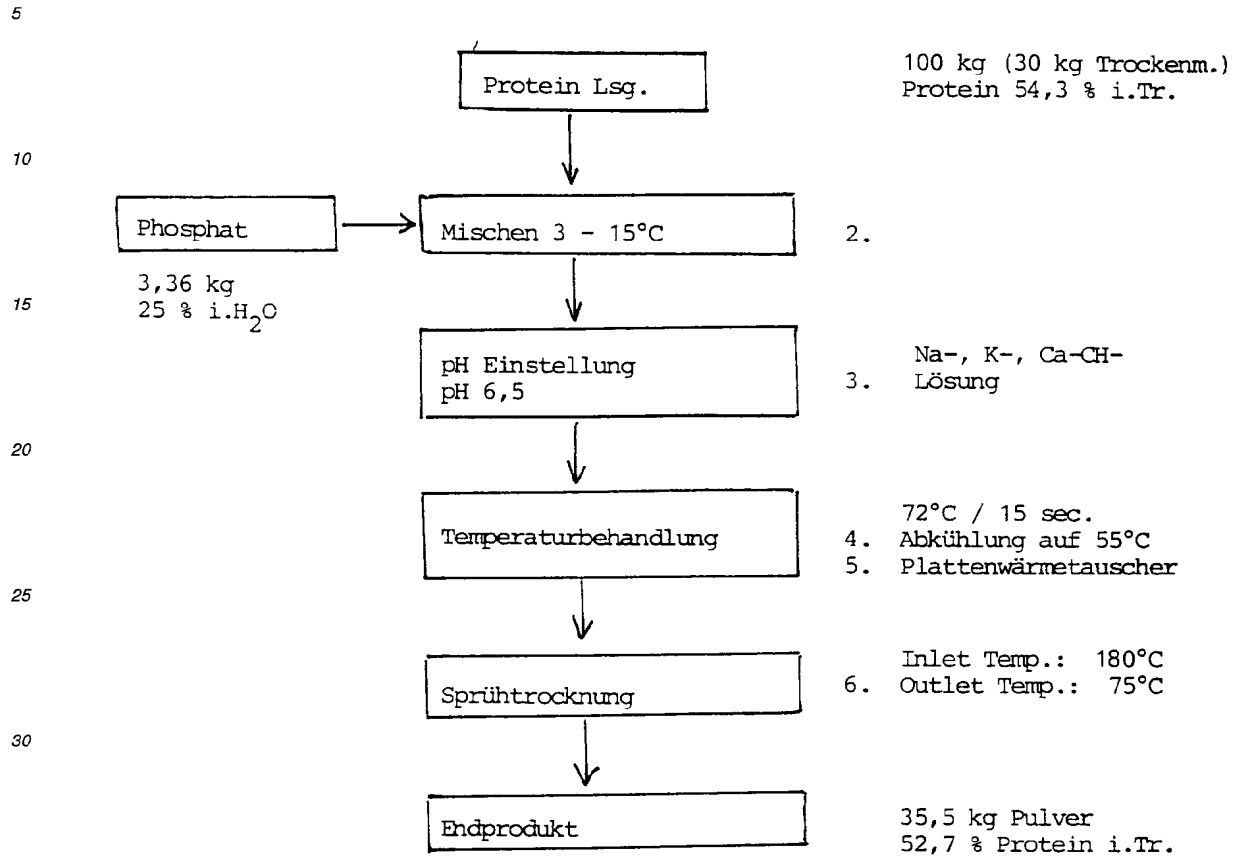 5
Protein Lsg.
100 kg (30 kg Trockenm.)
Protein 54,3 % i.Tr.
10
Phosphat
Mischen 3 - 15°C
2.
3,36 kg
25 % i.H₂O
15
pH Einstellung
pH 6,5
Na-, K-, Ca-CH-
3. Lösung
20
Temperaturbehandlung
72°C / 15 sec.
4. Abkühlung auf 55°C
5. Plattenwärmetauscher
25
Sprühtrocknung
Inlet Temp.: 180°C
6. Outlet Temp.: 75°C
30
Endprodukt
35,5 kg Pulver
52,7 % Protein i.Tr.